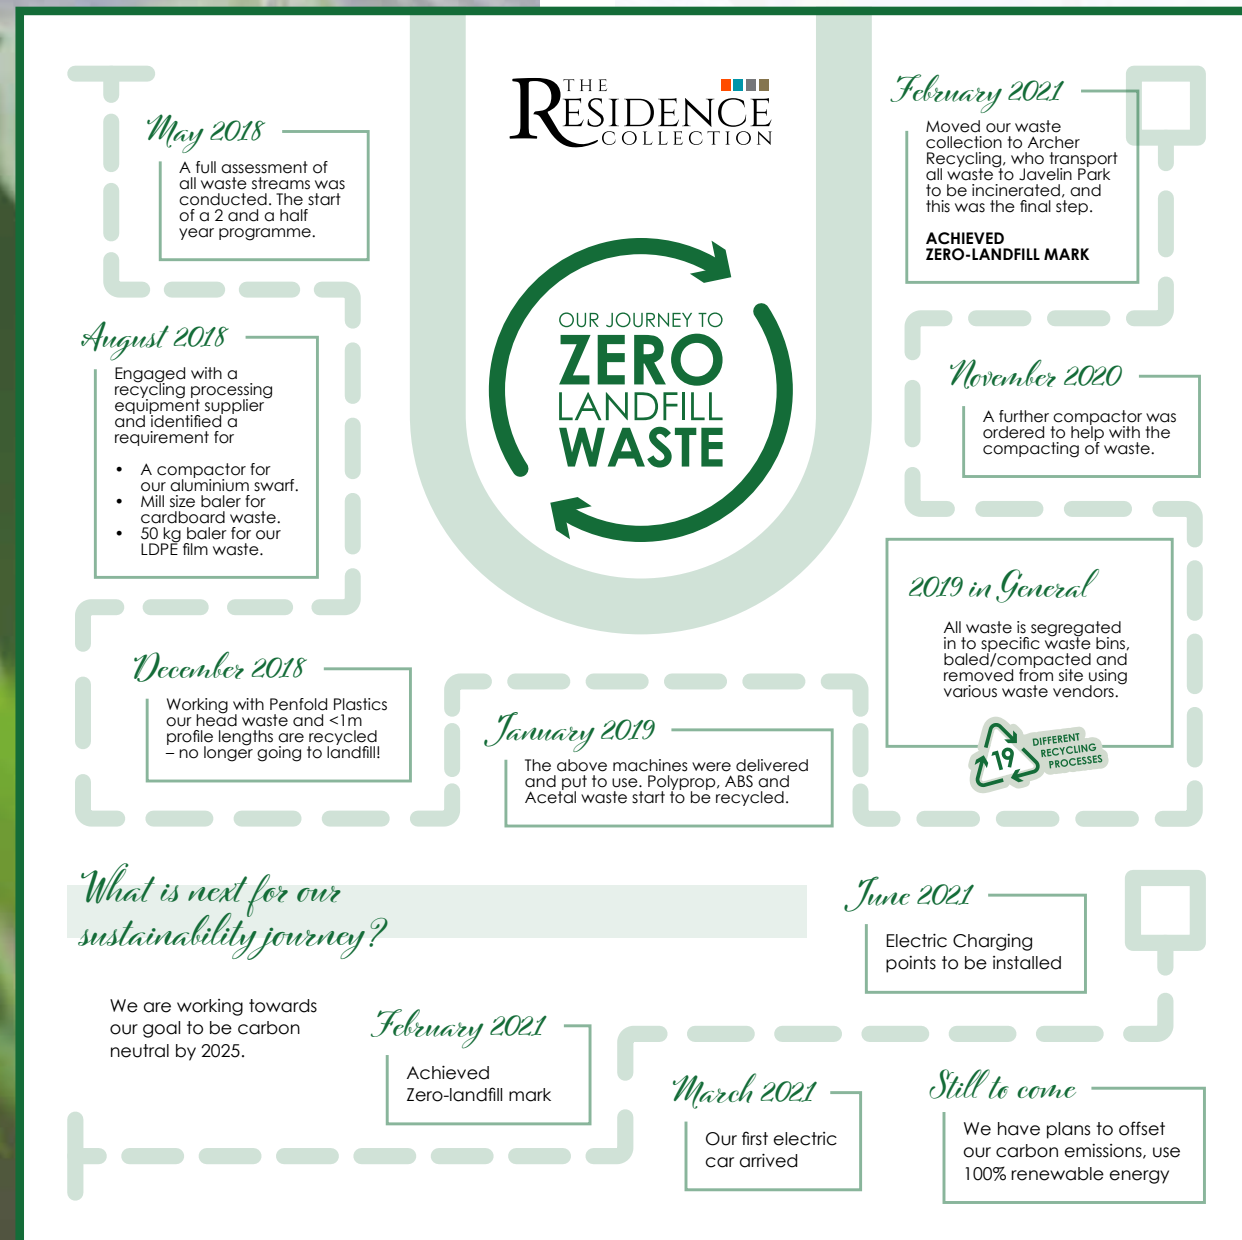 THE
RESIDENCE
COLLECTION
OUR JOURNEY TO
ZERO
LANDFILL
WASTE
May 2018
A full assessment of
all waste streams was
conducted. The start
of a 2 and a half
year programme.
August 2018
Engaged with a
recycling processing
equipment supplier
and identified a
requirement for
• A compactor for
our aluminium swarf.
• Mill size baler for
cardboard waste.
• 50 kg baler for our
LDPE film waste.
December 2018
Working with Penfold Plastics
our head waste and <1m
profile lengths are recycled
– no longer going to landfill!
January 2019
The above machines were delivered
and put to use. Polyprop, ABS and
Acetal waste start to be recycled.
2019 in General
All waste is segregated
in to specific waste bins,
baled/compacted and
removed from site using
various waste vendors.
19
DIFFERENT
RECYCLING
PROCESSES
November 2020
A further compactor was
ordered to help with the
compacting of waste.
February 2021
Moved our waste
collection to Archer
Recycling, who transport
all waste to Javelin Park
to be incinerated, and
this was the final step.
ACHIEVED
ZERO-LANDFILL MARK
What is next for our
sustainability journey?
We are working towards
our goal to be carbon
neutral by 2025.
February 2021
Achieved
Zero-landfill mark
March 2021
Our first electric
car arrived
June 2021
Electric Charging
points to be installed
Still to come
We have plans to offset
our carbon emissions, use
100% renewable energy